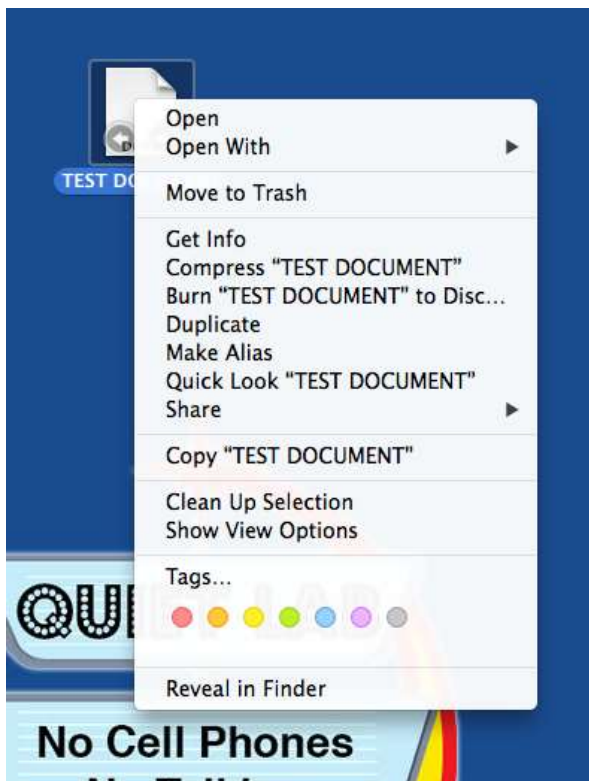 Open
Open With
TEST DO
Move to Trash
Get Info
Compress “TEST DOCUMENT”
Burn “TEST DOCUMENT” to Disc...
Duplicate
Make Alias
Quick Look “TEST DOCUMENT”
Share
Copy “TEST DOCUMENT”
Clean Up Selection
Show View Options
Tags...
QUIET LAB
Reveal in Finder
No Cell Phones